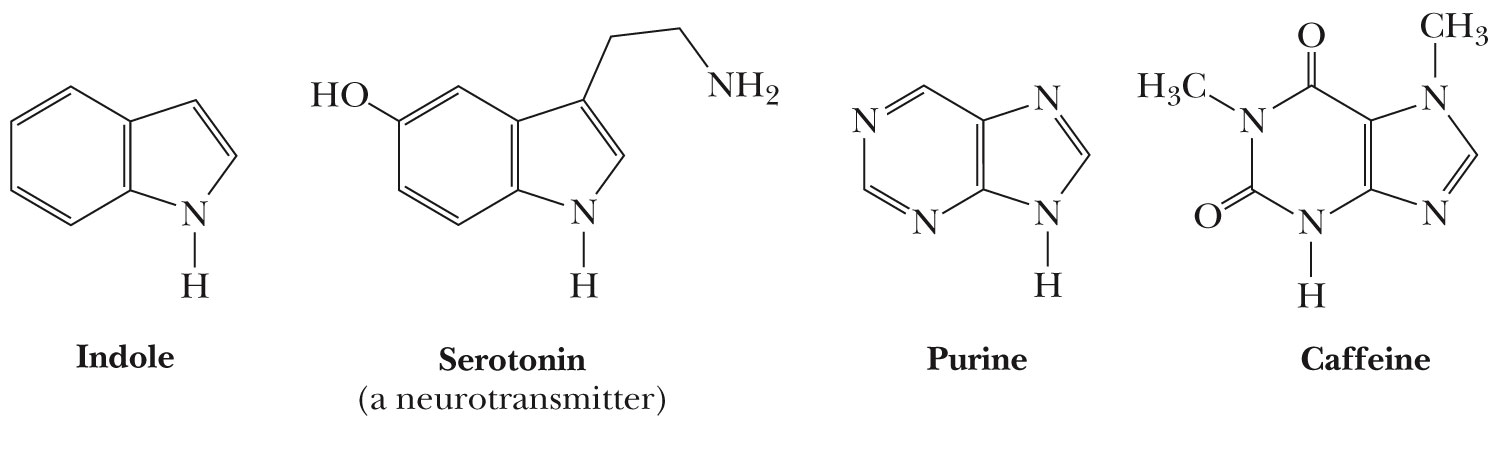 Indole
N
H
HO
NH₂
N
H
Serotonin
(a neurotransmitter)
N
N
N
N
H
Purine
O
CH₃
H₃C
N
N
O
N
N
H
Caffeine